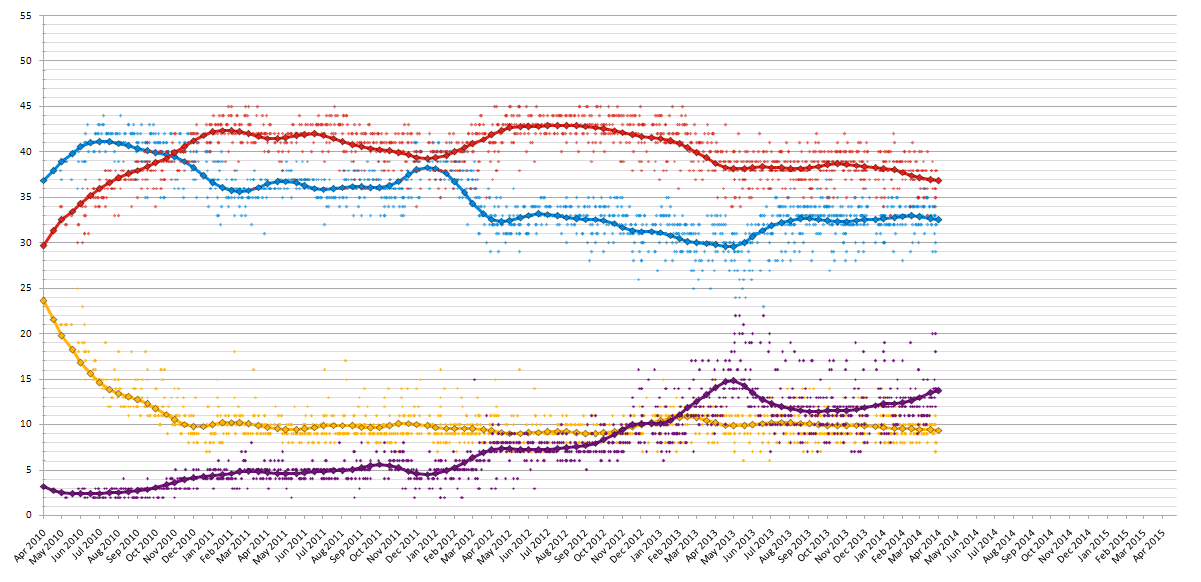 55
50
45
40
35
30
25
20
15
10
5
0
Apr 2010
May 2010
Jun 2010
Jul 2010
Aug 2010
Sep 2010
Oct 2010
Nov 2010
Dec 2010
Jan 2011
Feb 2011
Mar 2011
Apr 2011
May 2011
Jun 2011
Jul 2011
Aug 2011
Sep 2011
Oct 2011
Nov 2011
Dec 2011
Jan 2012
Feb 2012
Mar 2012
Apr 2012
May 2012
Jun 2012
Jul 2012
Aug 2012
Sep 2012
Oct 2012
Nov 2012
Dec 2012
Jan 2013
Feb 2013
Mar 2013
Apr 2013
May 2013
Jun 2013
Jul 2013
Aug 2013
Sep 2013
Oct 2013
Nov 2013
Dec 2013
Jan 2014
Feb 2014
Mar 2014
Apr 2014
May 2014
Jun 2014
Jul 2014
Aug 2014
Sep 2014
Oct 2014
Nov 2014
Dec 2014
Jan 2015
Feb 2015
Mar 2015
Apr 2015